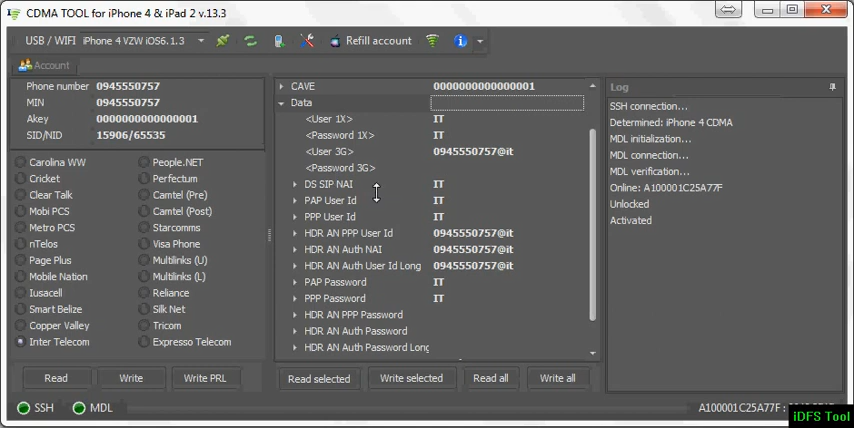 CDMA TOOL for iPhone 4 & iPad 2 v.13.3
USB / WIFI iPhone 4 VZW iOS6.1.3 Refill account
Account
Phone number 0945550757
MIN 0945550757
Akey 0000000000000001
SID/NID 15906/65535
Carolina WW People.NET
Cricket Perfectum
Clear Talk Camtel (Pre)
Mobi PCS Camtel (Post)
Metro PCS Starcomms
nTelos Visa Phone
Page Plus Multilinks (U)
Mobile Nation Multilinks (L)
Iusacell Reliance
Smart Belize Silk Net
Copper Valley Tricom
Inter Telecom Expresso Telecom
Read Write Write PRL
CAVE 0000000000000001
Data
<User 1X> IT
<Password 1X> IT
<User 3G> 0945550757@it
<Password 3G>
DS SIP NAI IT
PAP User Id IT
PPP User Id IT
HDR AN PPP User Id 0945550757@it
HDR AN Auth NAI 0945550757@it
HDR AN Auth User Id Long 0945550757@it
PAP Password IT
PPP Password IT
HDR AN PPP Password
HDR AN Auth Password
HDR AN Auth Password Long
Read selected Write selected Read all Write all
Log
SSH connection...
Determined: iPhone 4 CDMA
MDL initialization...
MDL connection...
MDL verification...
Online: A100001C25A77F
Unlocked
Activated
SSH MDL A100001C25A77F :
iDFS Tool